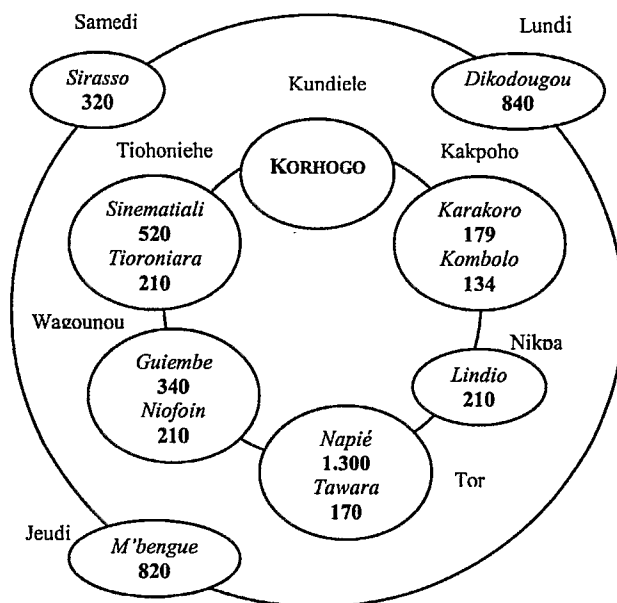 Samedi
Lundi
Sirasso
320
Kundiele
Dikodougou
840
Tiohoniehe
KORHOGO
Kakpoho
Sinematiali
520
Tioroniara
210
Karakoro
179
Kombolo
134
Wagounou
Nikpa
Guiembe
340
Niofoin
210
Lindio
210
Napié
1.300
Tawara
170
Tor
Jeudi
M'bengue
820